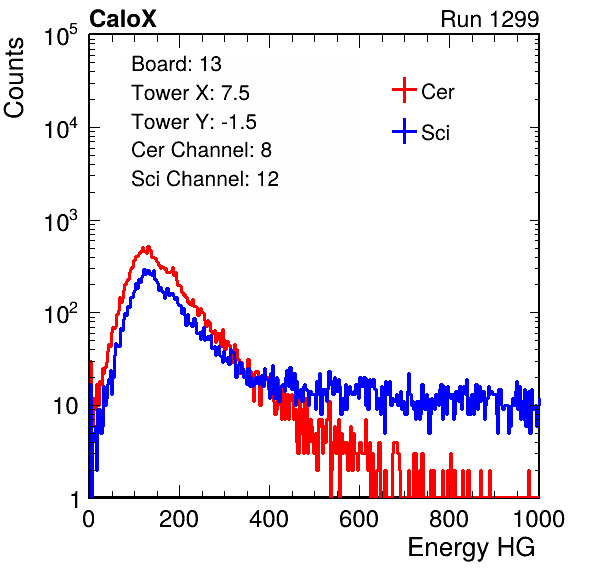 CaloX Run 1299
Counts
Board: 13
Tower X: 7.5
Tower Y: -1.5
Cer Channel: 8
Sci Channel: 12
Cer
Sci
10^5
10^4
10^3
10^2
10
1
0 200 400 600 800 1000
Energy HG